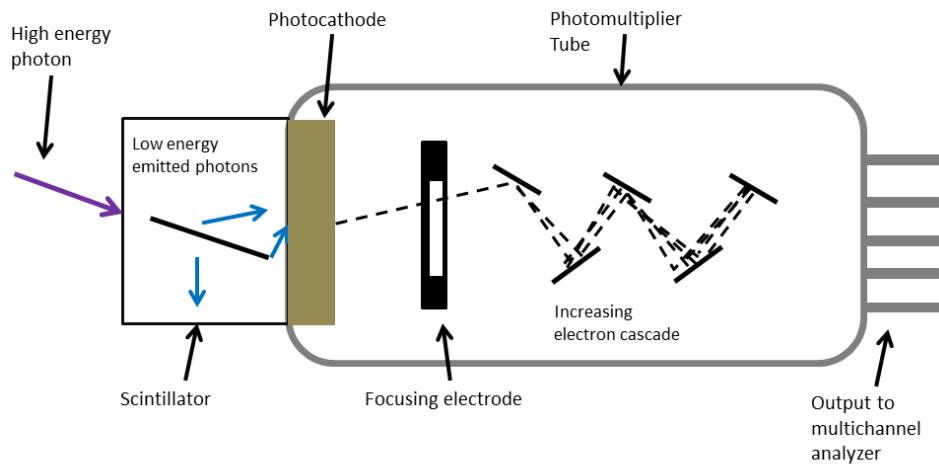 Photocathode
Photomultiplier
Tube
High energy
photon
Low energy
emitted photons
Increasing
electron cascade
Scintillator
Focusing electrode
Output to
multichannel
analyzer